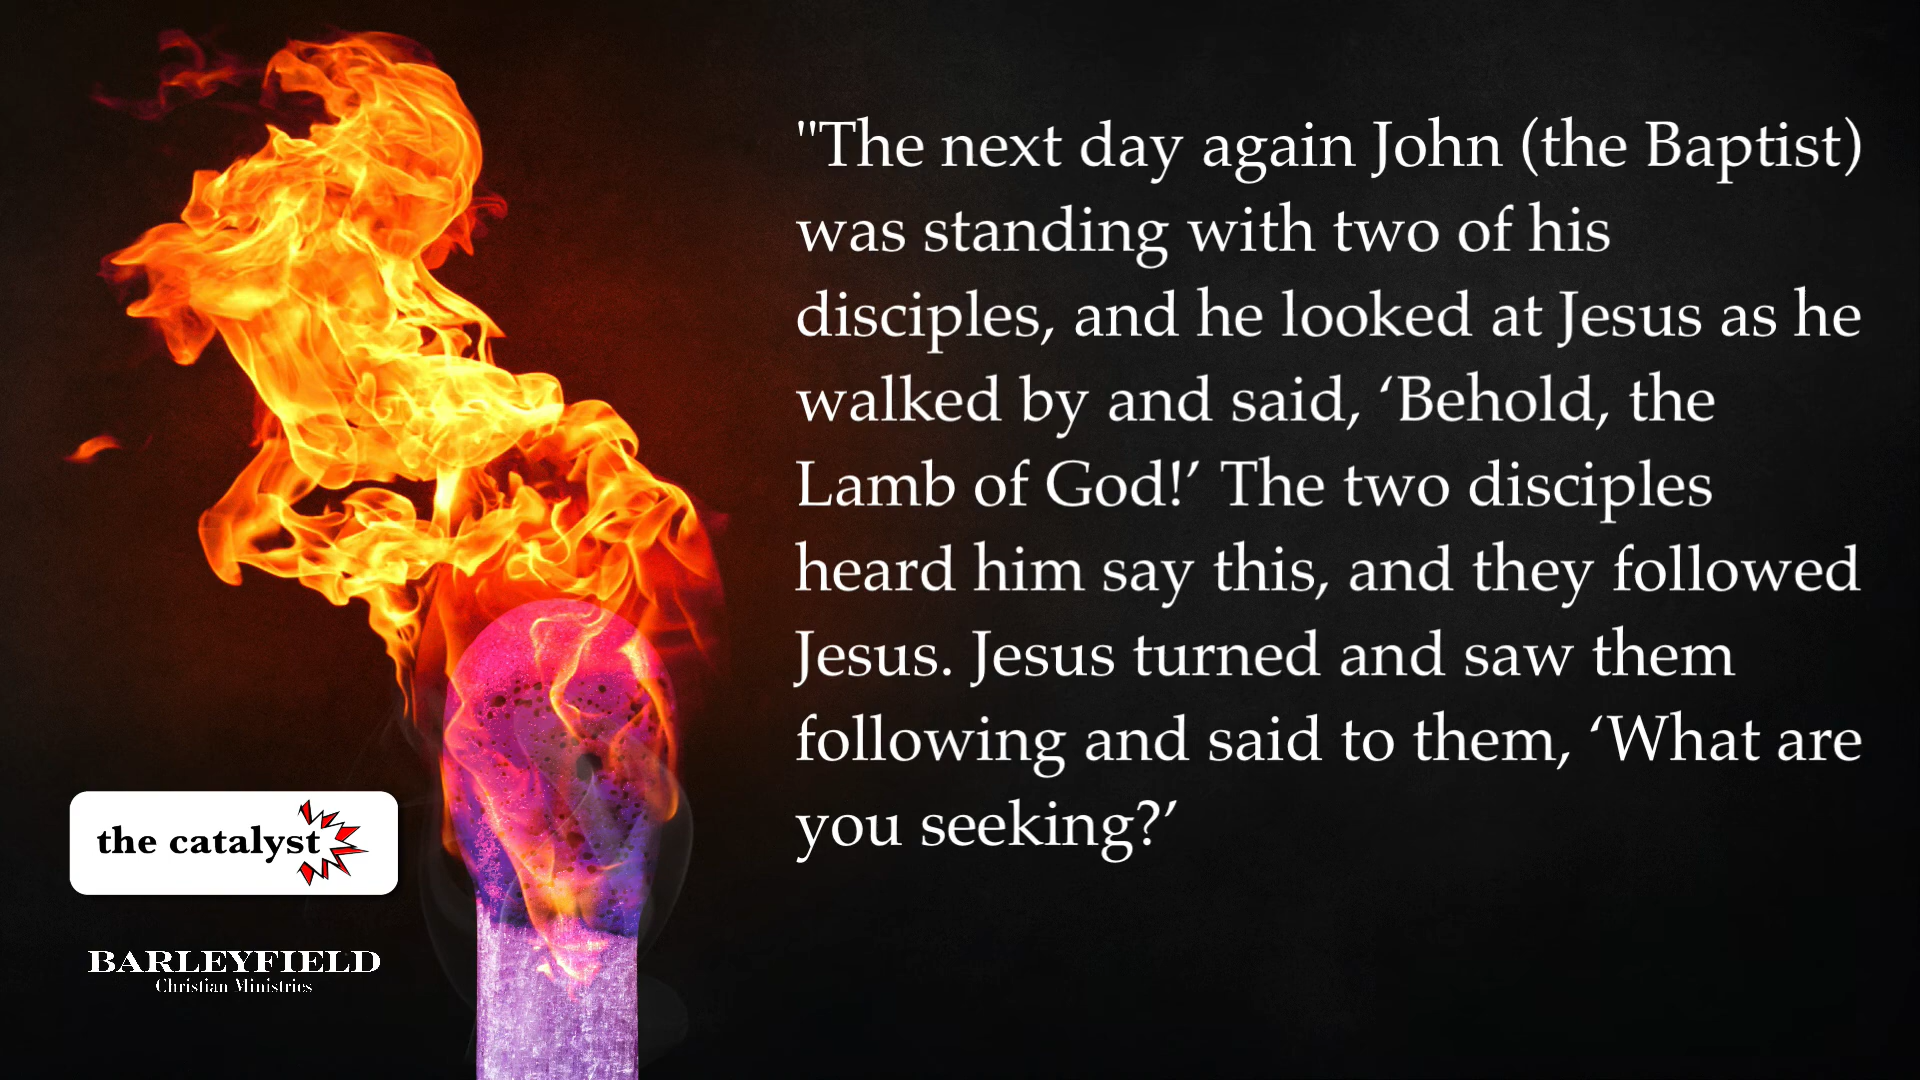 "The next day again John (the Baptist)
was standing with two of his
disciples, and he looked at Jesus as he
walked by and said, ‘Behold, the
Lamb of God!’ The two disciples
heard him say this, and they followed
Jesus. Jesus turned and saw them
following and said to them, ‘What are
you seeking?’
the catalyst
BARLEYFIELD
Christian Ministries